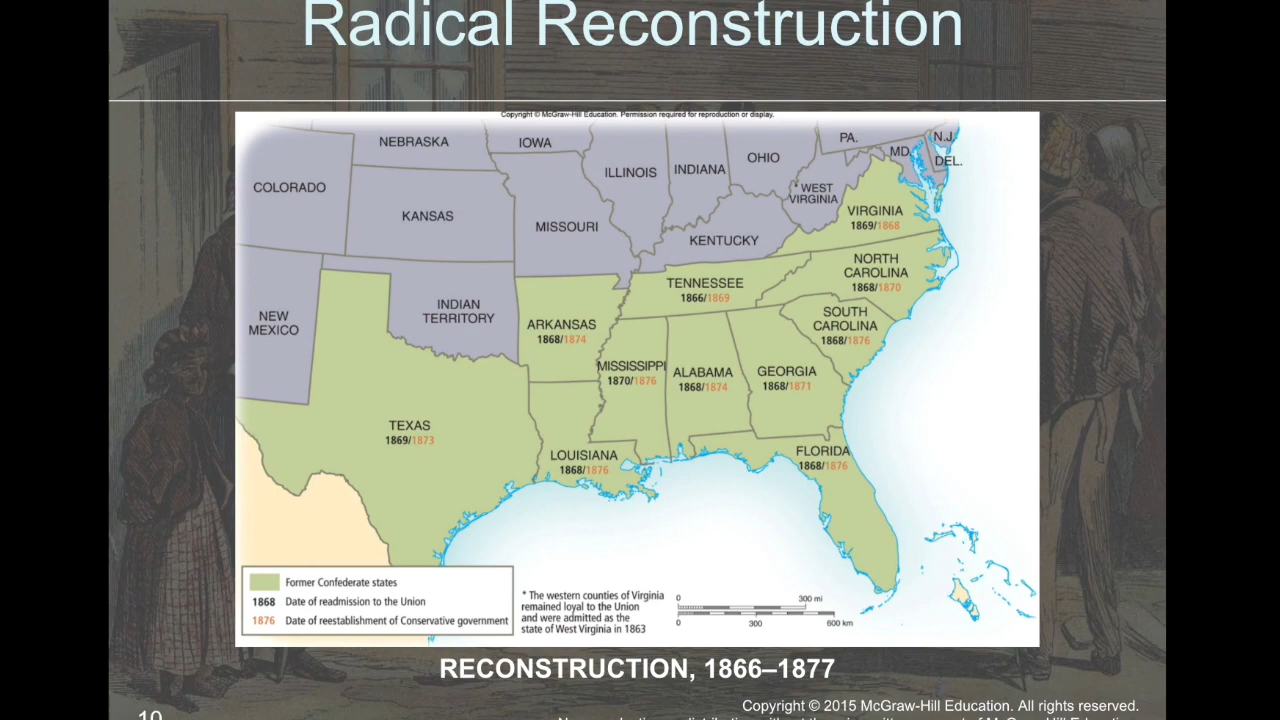 Radical Reconstruction
Copyright © McGraw-Hill Education. Permission required for reproduction or display.
NEBRASKA
IOWA
PA.
N.J.
COLORADO
ILLINOIS
INDIANA
OHIO
MD.
DEL.
KANSAS
MISSOURI
* WEST
VIRGINIA
KENTUCKY
VIRGINIA
1869/1868
NEW
MEXICO
INDIAN
TERRITORY
TENNESSEE
1866/1869
NORTH
CAROLINA
1868/1870
ARKANSAS
1868/1874
SOUTH
CAROLINA
1868/1876
MISSISSIPPI
1870/1876
ALABAMA
1868/1874
GEORGIA
1868/1871
TEXAS
1869/1873
LOUISIANA
1868/1876
FLORIDA
1868/1876
Former Confederate states
1868 Date of readmission to the Union
1876 Date of reestablishment of Conservative government
* The western counties of Virginia
remained loyal to the Union
and were admitted as the
state of West Virginia in 1863
0 300 mi
0 300 600 km
RECONSTRUCTION, 1866–1877
Copyright © 2015 McGraw-Hill Education. All rights reserved.
10